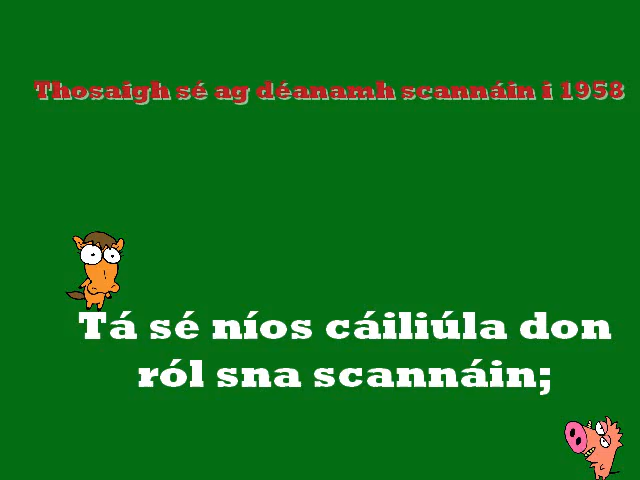 Thosaigh sé ag déanamh scannáin i 1958
Tá sé níos cáiliúla don
ról sna scannáin;